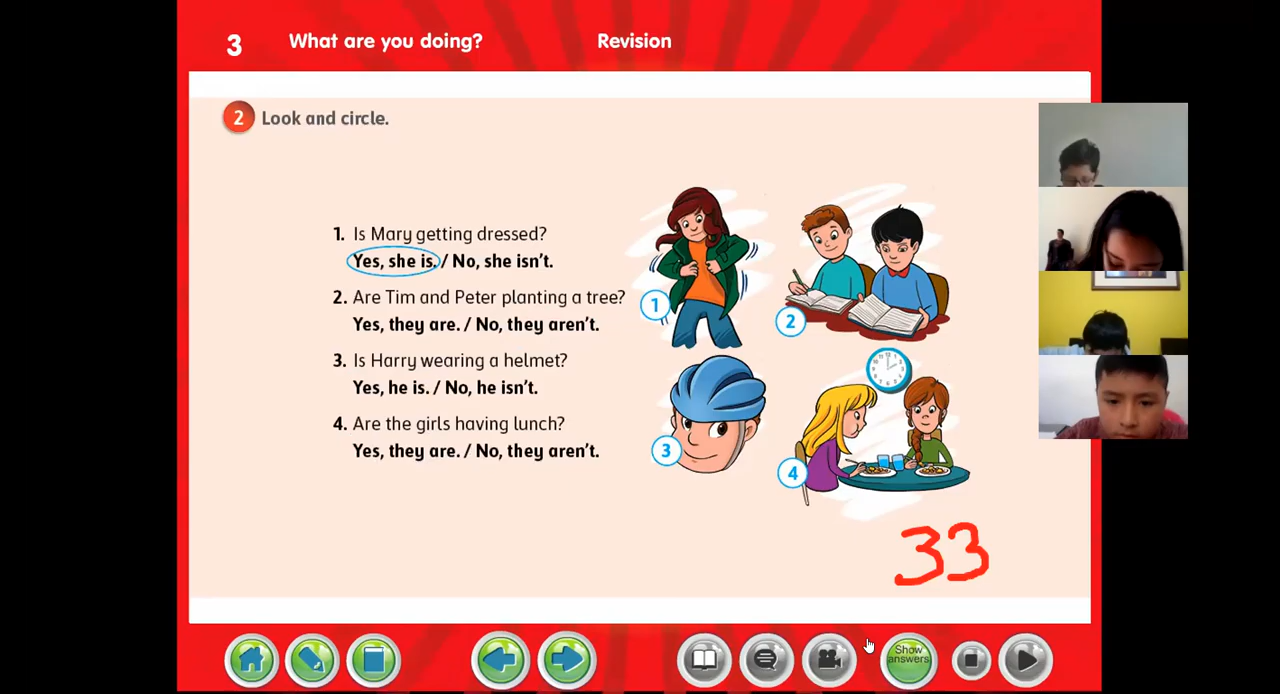 3 What are you doing? Revision
2 Look and circle.
1. Is Mary getting dressed?
Yes, she is. / No, she isn't.
2. Are Tim and Peter planting a tree?
Yes, they are. / No, they aren't.
3. Is Harry wearing a helmet?
Yes, he is. / No, he isn't.
4. Are the girls having lunch?
Yes, they are. / No, they aren't.
1
2
3
4
33
Show
answers